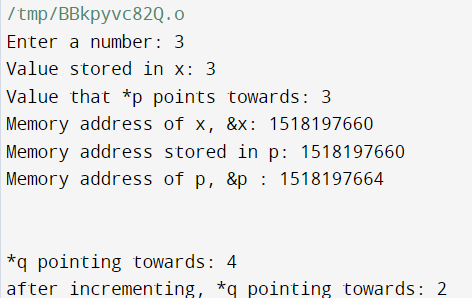 /tmp/BBkpyvc82Q.o
Enter a number: 3
Value stored in x: 3
Value that *p points towards: 3
Memory address of x, &x: 1518197660
Memory address stored in p: 1518197660
Memory address of p, &p : 1518197664
*q pointing towards: 4
after incrementing, *q pointing towards: 2